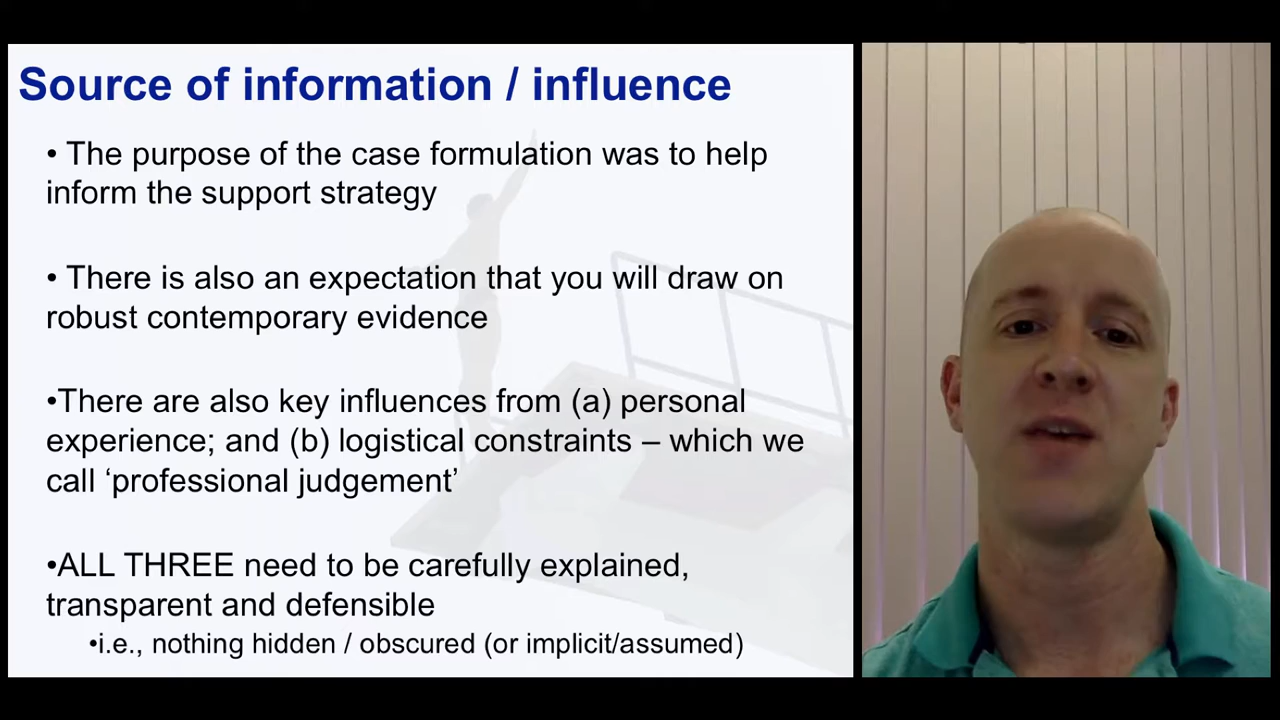 Source of information / influence
• The purpose of the case formulation was to help
inform the support strategy
• There is also an expectation that you will draw on
robust contemporary evidence
•There are also key influences from (a) personal
experience; and (b) logistical constraints – which we
call ‘professional judgement’
•ALL THREE need to be carefully explained,
transparent and defensible
•i.e., nothing hidden / obscured (or implicit/assumed)